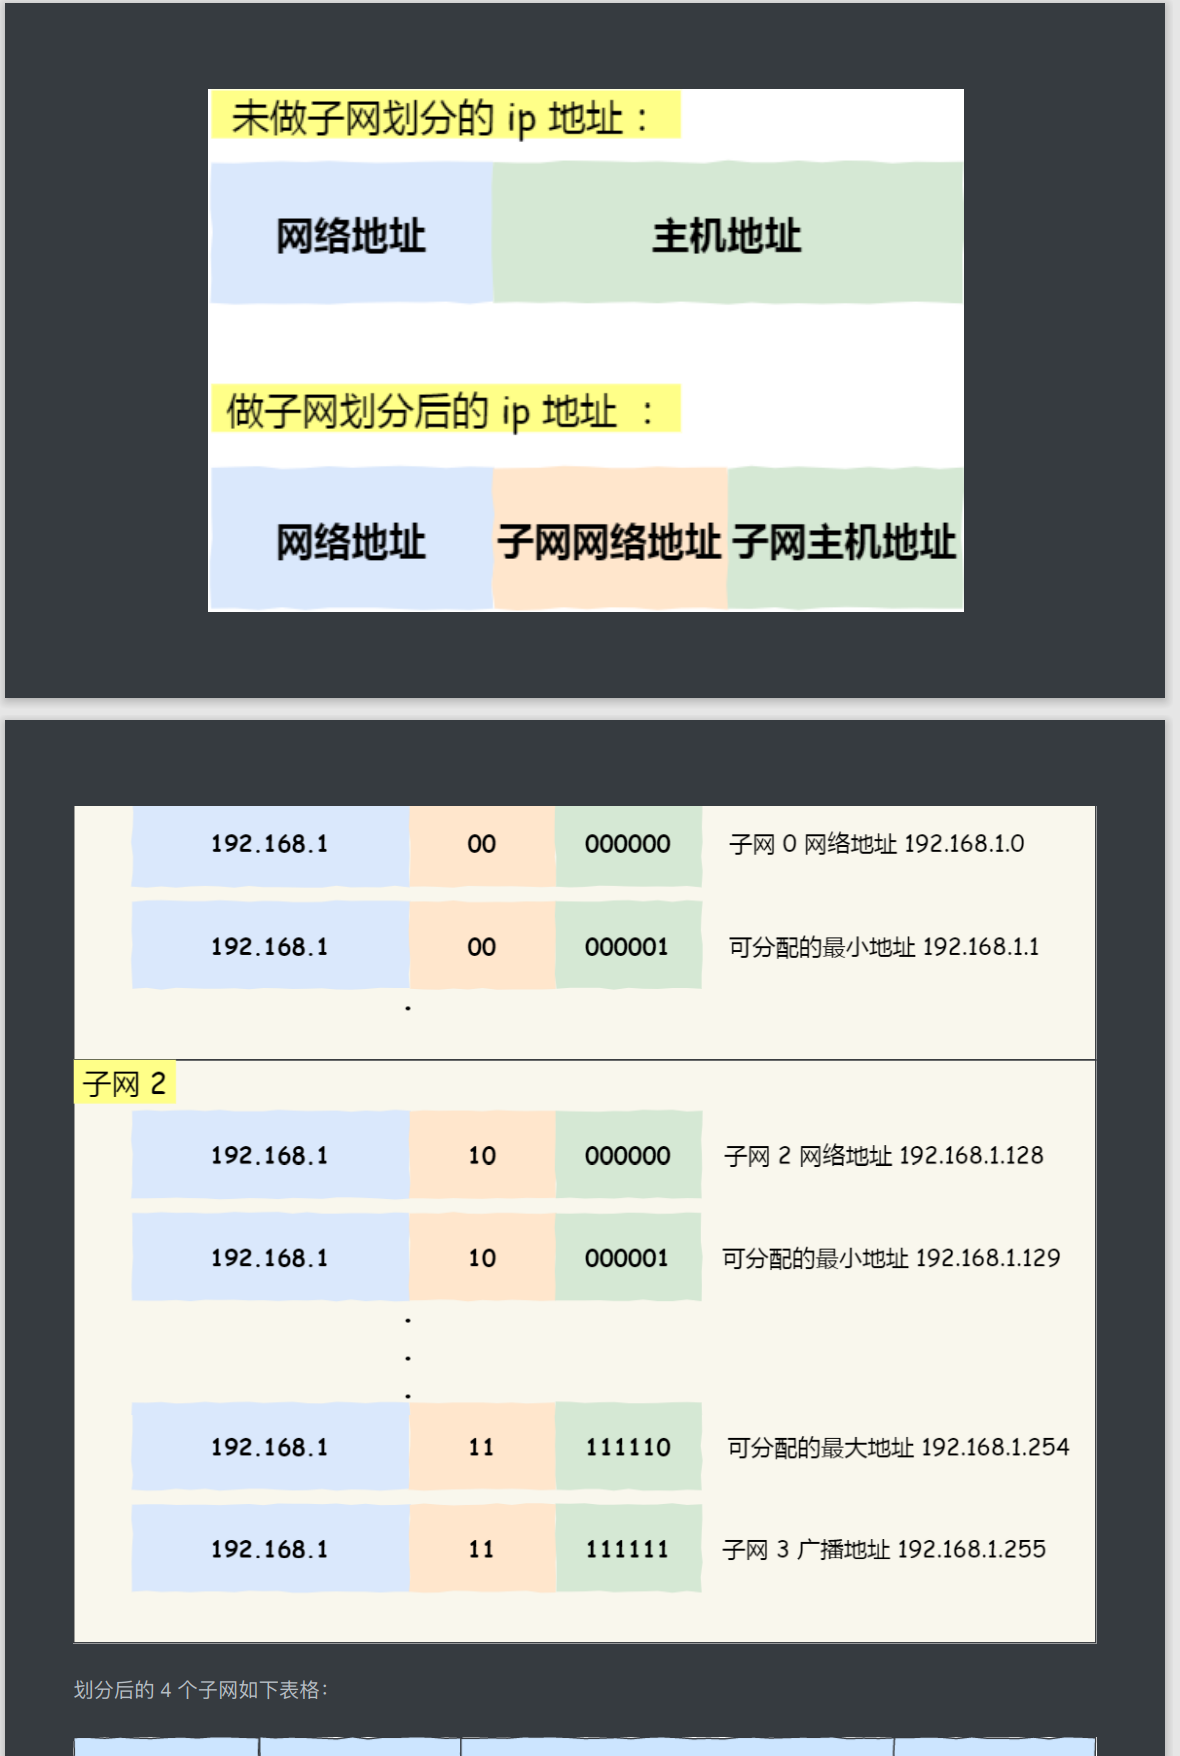 未做子网划分的 ip 地址：
网络地址 主机地址
做子网划分后的 ip 地址 ：
网络地址 子网网络地址 子网主机地址
192.168.1 00 000000 子网 0 网络地址 192.168.1.0
192.168.1 00 000001 可分配的最小地址 192.168.1.1
子网 2
192.168.1 10 000000 子网 2 网络地址 192.168.1.128
192.168.1 10 000001 可分配的最小地址 192.168.1.129
192.168.1 11 111110 可分配的最大地址 192.168.1.254
192.168.1 11 111111 子网 3 广播地址 192.168.1.255
划分后的 4 个子网如下表格：